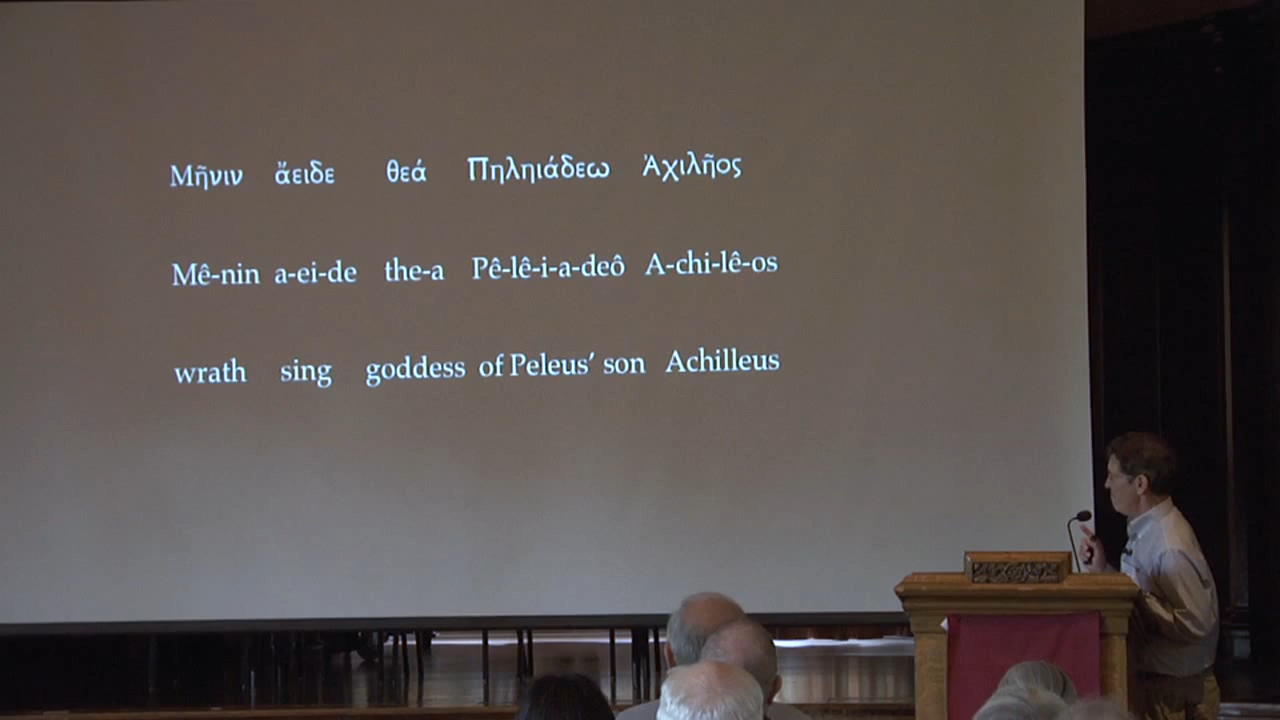 Μῆνιν ἄειδε θεά Πηληιάδεω Ἀχιλῆος
Mê-nin a-ei-de the-a Pê-lê-i-a-deô A-chi-lê-os
wrath sing goddess of Peleus’ son Achilleus